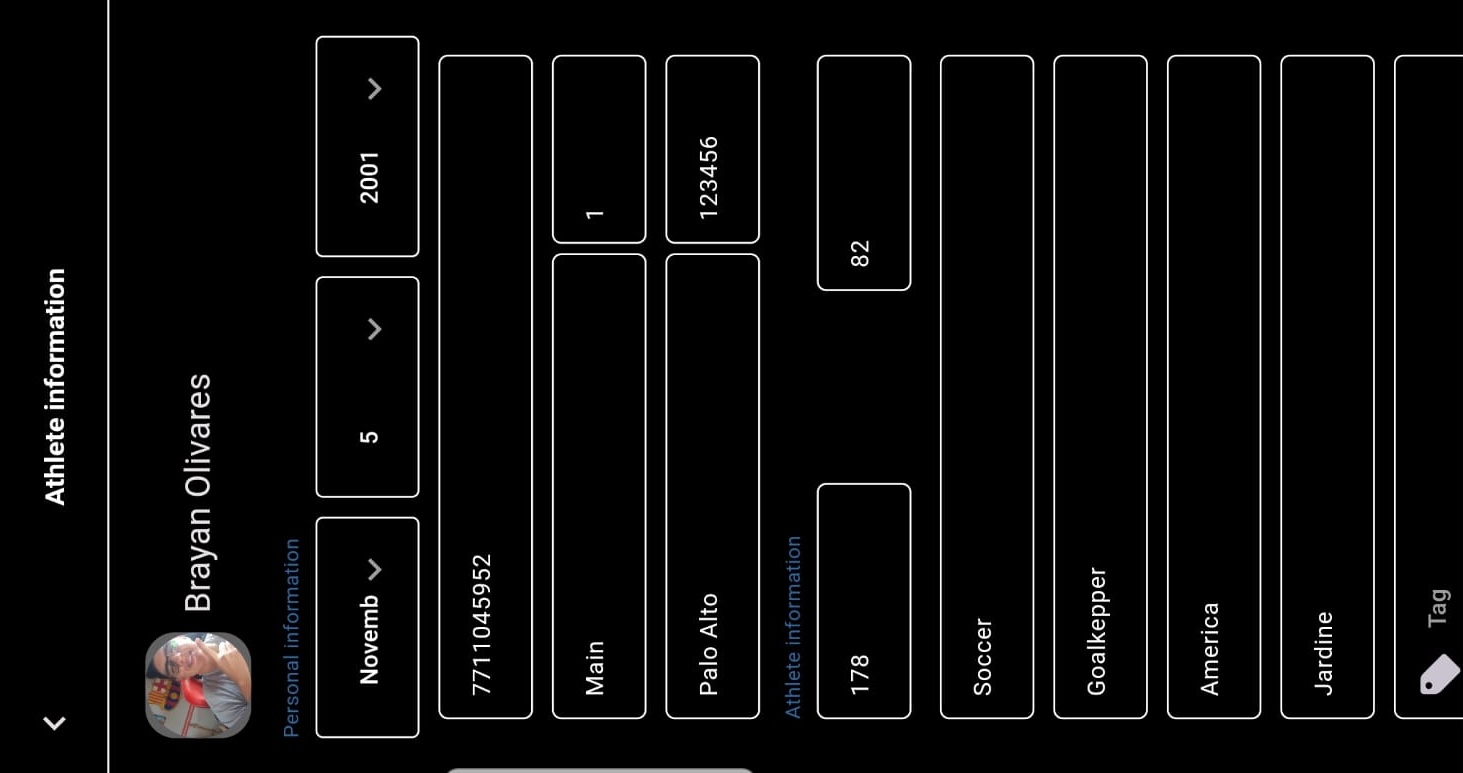 Athlete information
Brayan Olivares
Personal information
Novemb 5 2001
7711045952
Main 1
Palo Alto 123456
Athlete information
178 82
Soccer
Goalkepper
America
Jardine
Tag